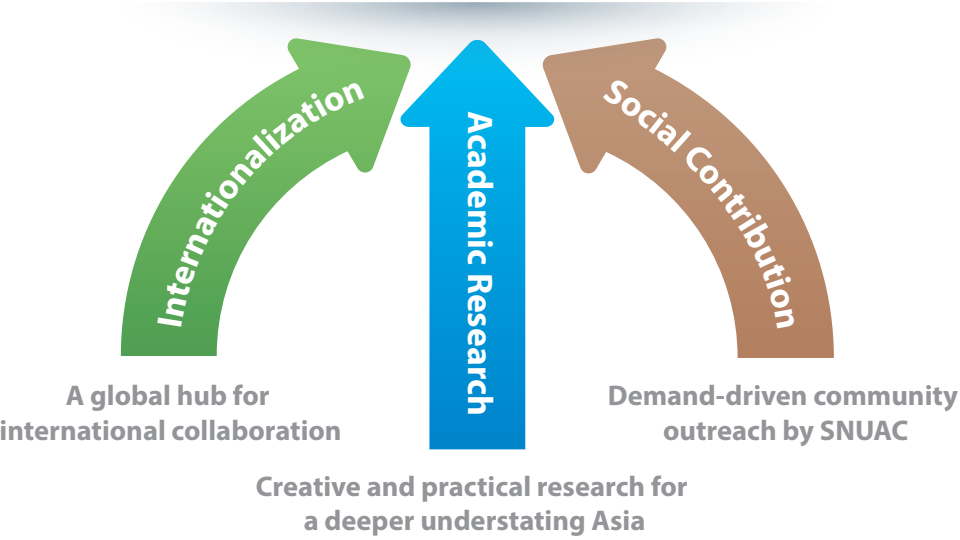 Internationalization
Academic Research
Social Contribution
A global hub for
international collaboration
Demand-driven community
outreach by SNUAC
Creative and practical research for
a deeper understating Asia